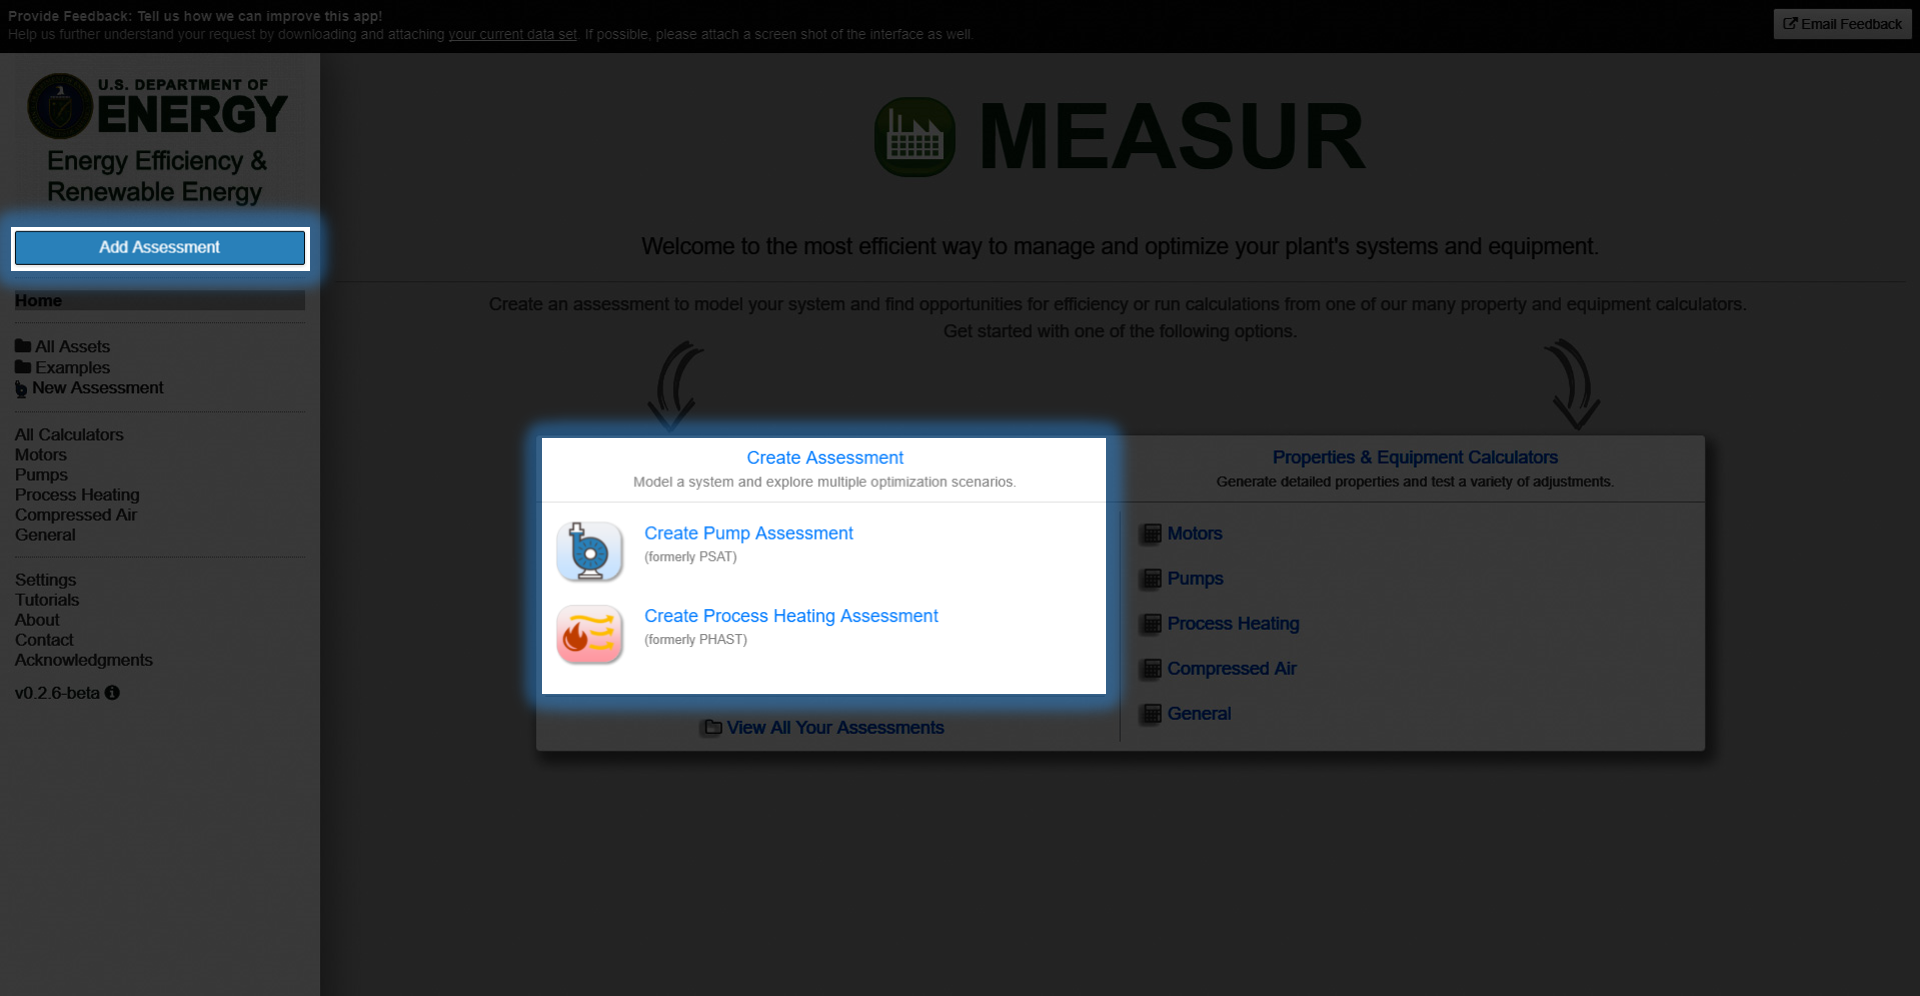 Provide Feedback: Tell us how we can improve this app!
Help us further understand your request by downloading and attaching your current data set. If possible, please attach a screen shot of the interface as well.
Email Feedback
U.S. DEPARTMENT OF
ENERGY
Energy Efficiency &
Renewable Energy
Add Assessment
Home
All Assets
Examples
New Assessment
All Calculators
Motors
Pumps
Process Heating
Compressed Air
General
Settings
Tutorials
About
Contact
Acknowledgments
v0.2.6-beta
MEASUR
Welcome to the most efficient way to manage and optimize your plant's systems and equipment.
Create an assessment to model your system and find opportunities for efficiency or run calculations from one of our many property and equipment calculators.
Get started with one of the following options.
Create Assessment
Model a system and explore multiple optimization scenarios.
Create Pump Assessment
(formerly PSAT)
Create Process Heating Assessment
(formerly PHAST)
View All Your Assessments
Properties & Equipment Calculators
Generate detailed properties and test a variety of adjustments.
Motors
Pumps
Process Heating
Compressed Air
General